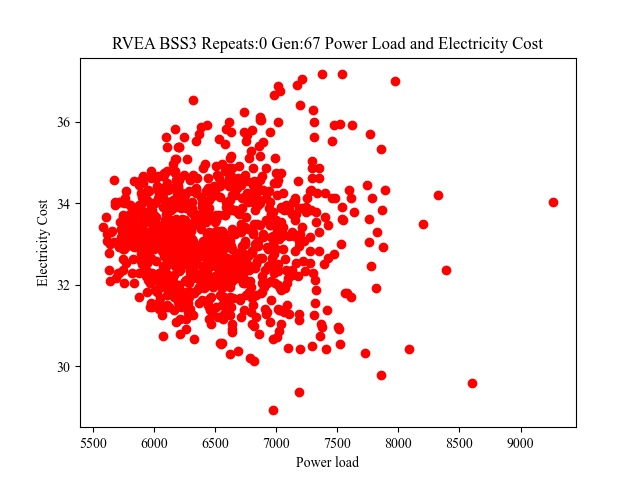 RVEA BSS3 Repeats:0 Gen:67 Power Load and Electricity Cost
Electricity Cost
36
34
32
30
5500 6000 6500 7000 7500 8000 8500 9000
Power load